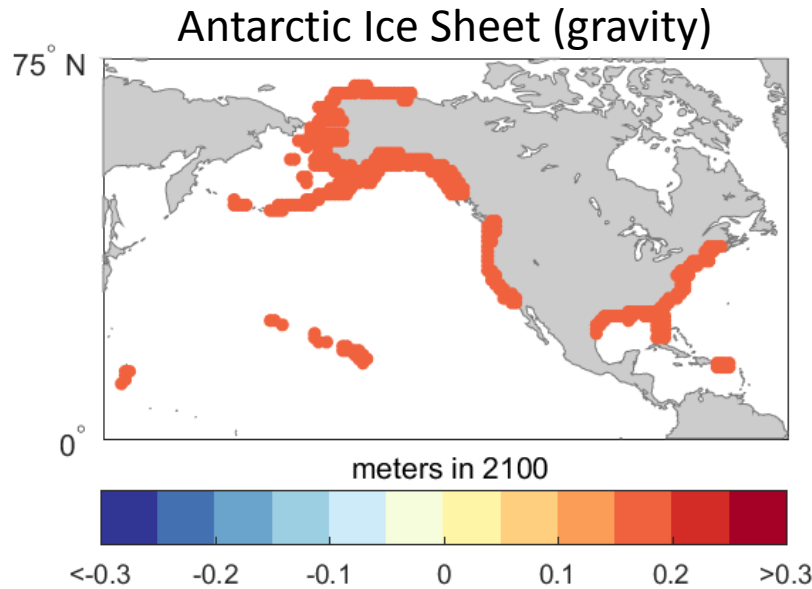 Antarctic Ice Sheet (gravity)
75° N
0°
meters in 2100
<-0.3 -0.2 -0.1 0 0.1 0.2 >0.3